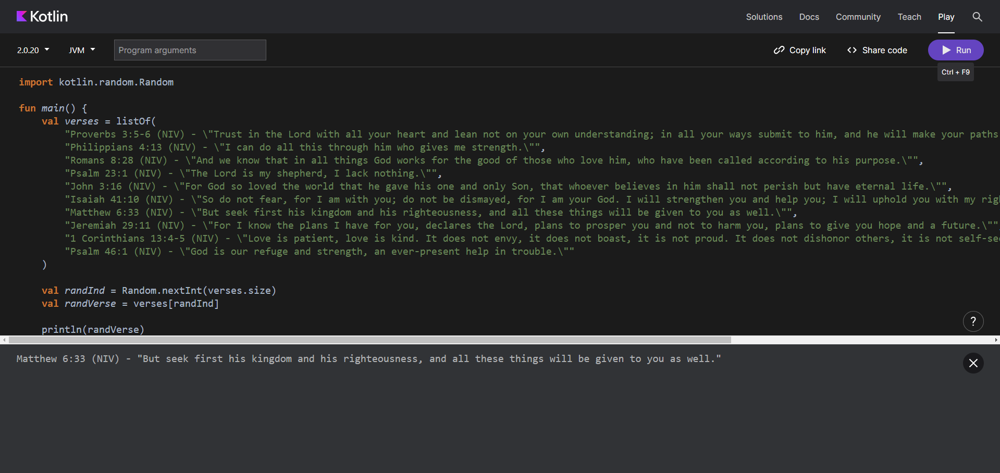 Kotlin
Solutions Docs Community Teach Play
2.0.20 JVM Program arguments Copy link <> Share code Run
Ctrl + F9
import kotlin.random.Random
fun main() {
val verses = listOf(
"Proverbs 3:5-6 (NIV) - \"Trust in the Lord with all your heart and lean not on your own understanding; in all your ways submit to him, and he will make your paths
"Philippians 4:13 (NIV) - \"I can do all this through him who gives me strength.\"",
"Romans 8:28 (NIV) - \"And we know that in all things God works for the good of those who love him, who have been called according to his purpose.\"",
"Psalm 23:1 (NIV) - \"The Lord is my shepherd, I lack nothing.\"",
"John 3:16 (NIV) - \"For God so loved the world that he gave his one and only Son, that whoever believes in him shall not perish but have eternal life.\"",
"Isaiah 41:10 (NIV) - \"So do not fear, for I am with you; do not be dismayed, for I am your God. I will strengthen you and help you; I will uphold you with my rig
"Matthew 6:33 (NIV) - \"But seek first his kingdom and his righteousness, and all these things will be given to you as well.\"",
"Jeremiah 29:11 (NIV) - \"For I know the plans I have for you, declares the Lord, plans to prosper you and not to harm you, plans to give you hope and a future.\"",
"1 Corinthians 13:4-5 (NIV) - \"Love is patient, love is kind. It does not envy, it does not boast, it is not proud. It does not dishonor others, it is not self-se
"Psalm 46:1 (NIV) - \"God is our refuge and strength, an ever-present help in trouble.\""
)
val randInd = Random.nextInt(verses.size)
val randVerse = verses[randInd]
println(randVerse)
?
Matthew 6:33 (NIV) - "But seek first his kingdom and his righteousness, and all these things will be given to you as well."